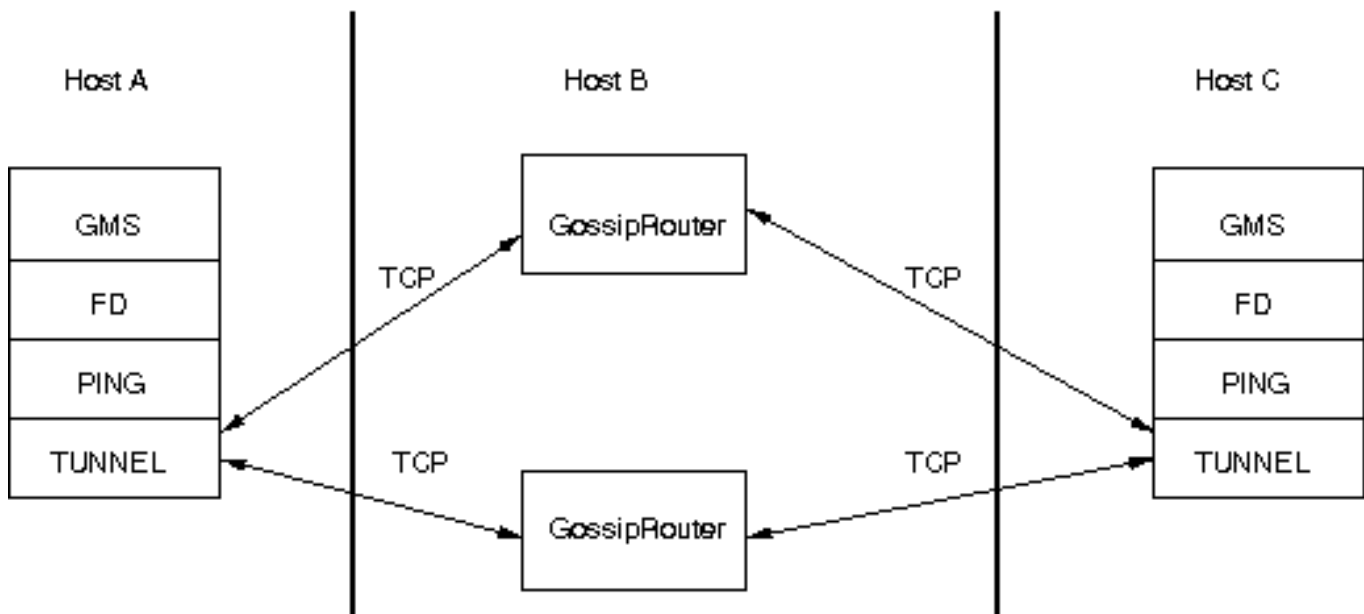 Host A
Host B
Host C
GMS
FD
PING
TUNNEL
TCP
TCP
GossipRouter
GossipRouter
TCP
TCP
GMS
FD
PING
TUNNEL